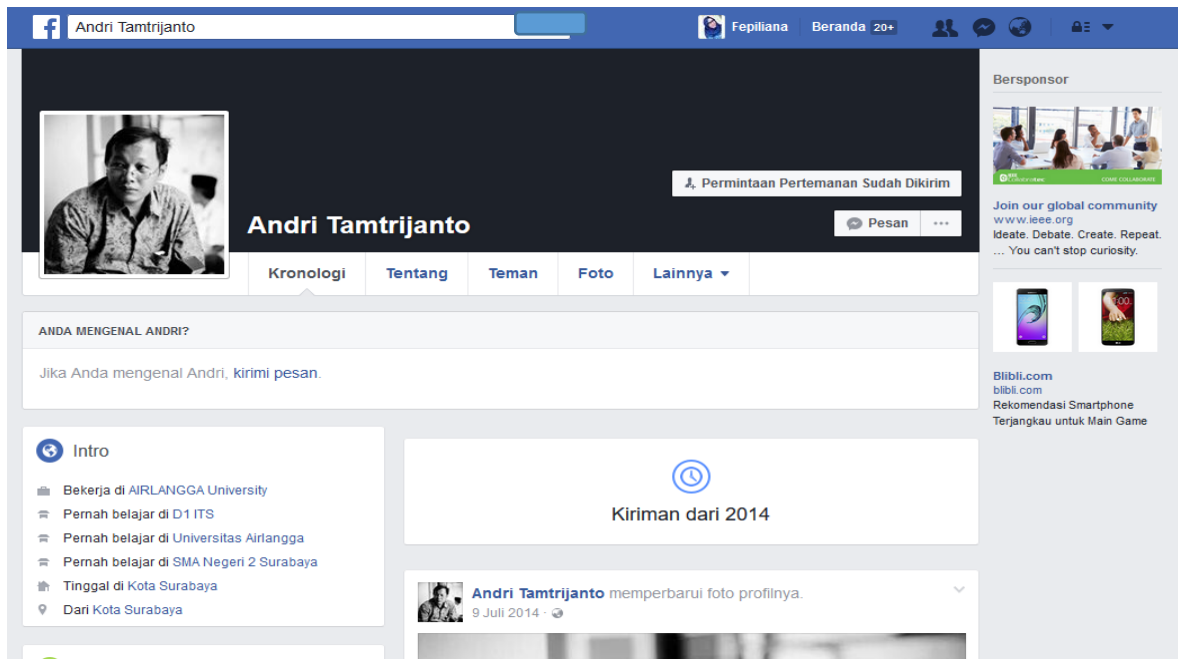 Andri Tamtrijanto
Fepiliana
Beranda 20+
Andri Tamtrijanto
Permintaan Pertemanan Sudah Dikirim
Pesan
Kronologi
Tentang
Teman
Foto
Lainnya
ANDA MENGENAL ANDRI?
Jika Anda mengenal Andri, kirimi pesan.
Intro
Bekerja di AIRLANGGA University
Pernah belajar di D1 ITS
Pernah belajar di Universitas Airlangga
Pernah belajar di SMA Negeri 2 Surabaya
Tinggal di Kota Surabaya
Dari Kota Surabaya
Kiriman dari 2014
Andri Tamtrijanto memperbarui foto profilnya.
9 Juli 2014 ·
Bersponsor
COME COLLABORATE
Join our global community
www.ieee.org
Ideate. Debate. Create. Repeat.
… You can't stop curiosity.
Blibli.com
blibli.com
Rekomendasi Smartphone
Terjangkau untuk Main Game